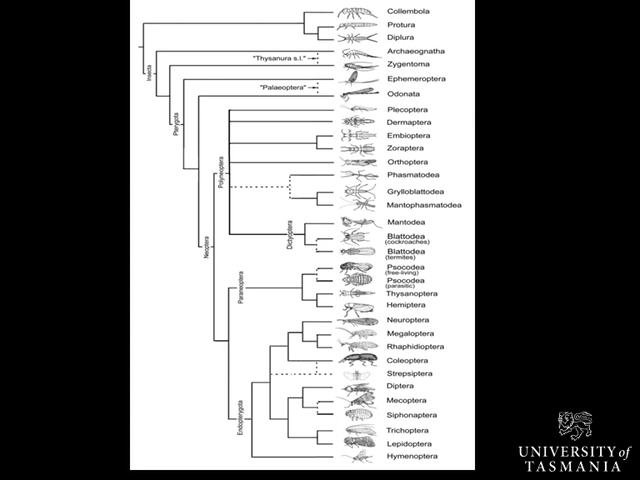 Collembola
Protura
Diplura
Archaeognatha
"Thysanura s.l."
Zygentoma
Insecta
Ephemeroptera
"Palaeoptera"
Odonata
Pterygota
Plecoptera
Dermaptera
Embioptera
Zoraptera
Orthoptera
Polyneoptera
Phasmatodea
Grylloblattodea
Mantophasmatodea
Mantodea
Dictyoptera
Blattodea
(cockroaches)
Blattodea
(termites)
Neoptera
Psocodea
(free-living)
Psocodea
(parasitic)
Paraneoptera
Thysanoptera
Hemiptera
Neuroptera
Megaloptera
Rhaphidioptera
Coleoptera
Strepsiptera
Diptera
Mecoptera
Siphonaptera
Endopterygota
Trichoptera
Lepidoptera
Hymenoptera
UNIVERSITY of
TASMANIA